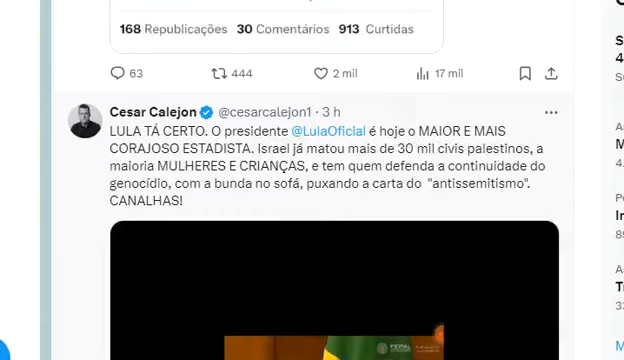 168 Republicações 30 Comentários 913 Curtidas
63 444 2 mil 17 mil
Cesar Calejon @cesarcalejon1 · 3 h
LULA TÁ CERTO. O presidente @LulaOficial é hoje o MAIOR E MAIS
CORAJOSO ESTADISTA. Israel já matou mais de 30 mil civis palestinos, a
maioria MULHERES E CRIANÇAS, e tem quem defenda a continuidade do
genocídio, com a bunda no sofá, puxando a carta do "antissemitismo".
CANALHAS!